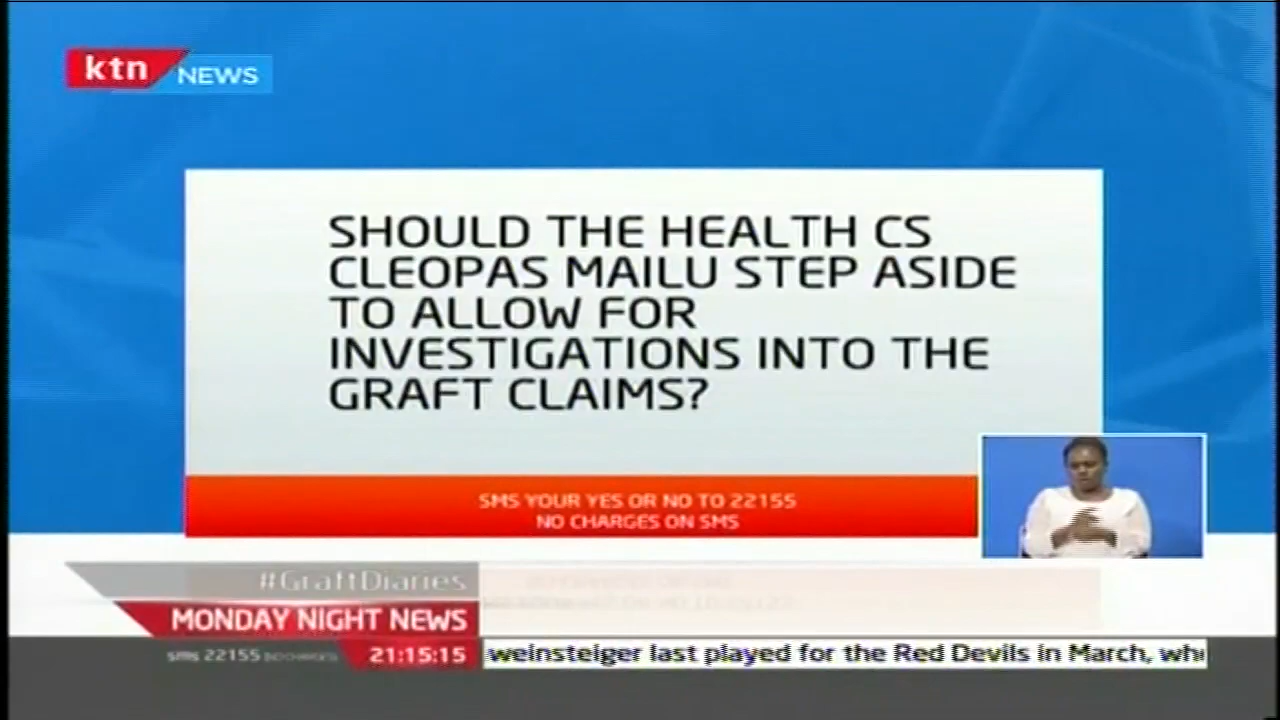 ktn NEWS
SHOULD THE HEALTH CS
CLEOPAS MAILU STEP ASIDE
TO ALLOW FOR
INVESTIGATIONS INTO THE
GRAFT CLAIMS?
SMS YOUR YES OR NO TO 22155
NO CHARGES ON SMS
#GraftDiaries
MONDAY NIGHT NEWS
sms 22155 [NO CHARGES]
21:15:15
weinsteiger last played for the Red Devils in March, wh